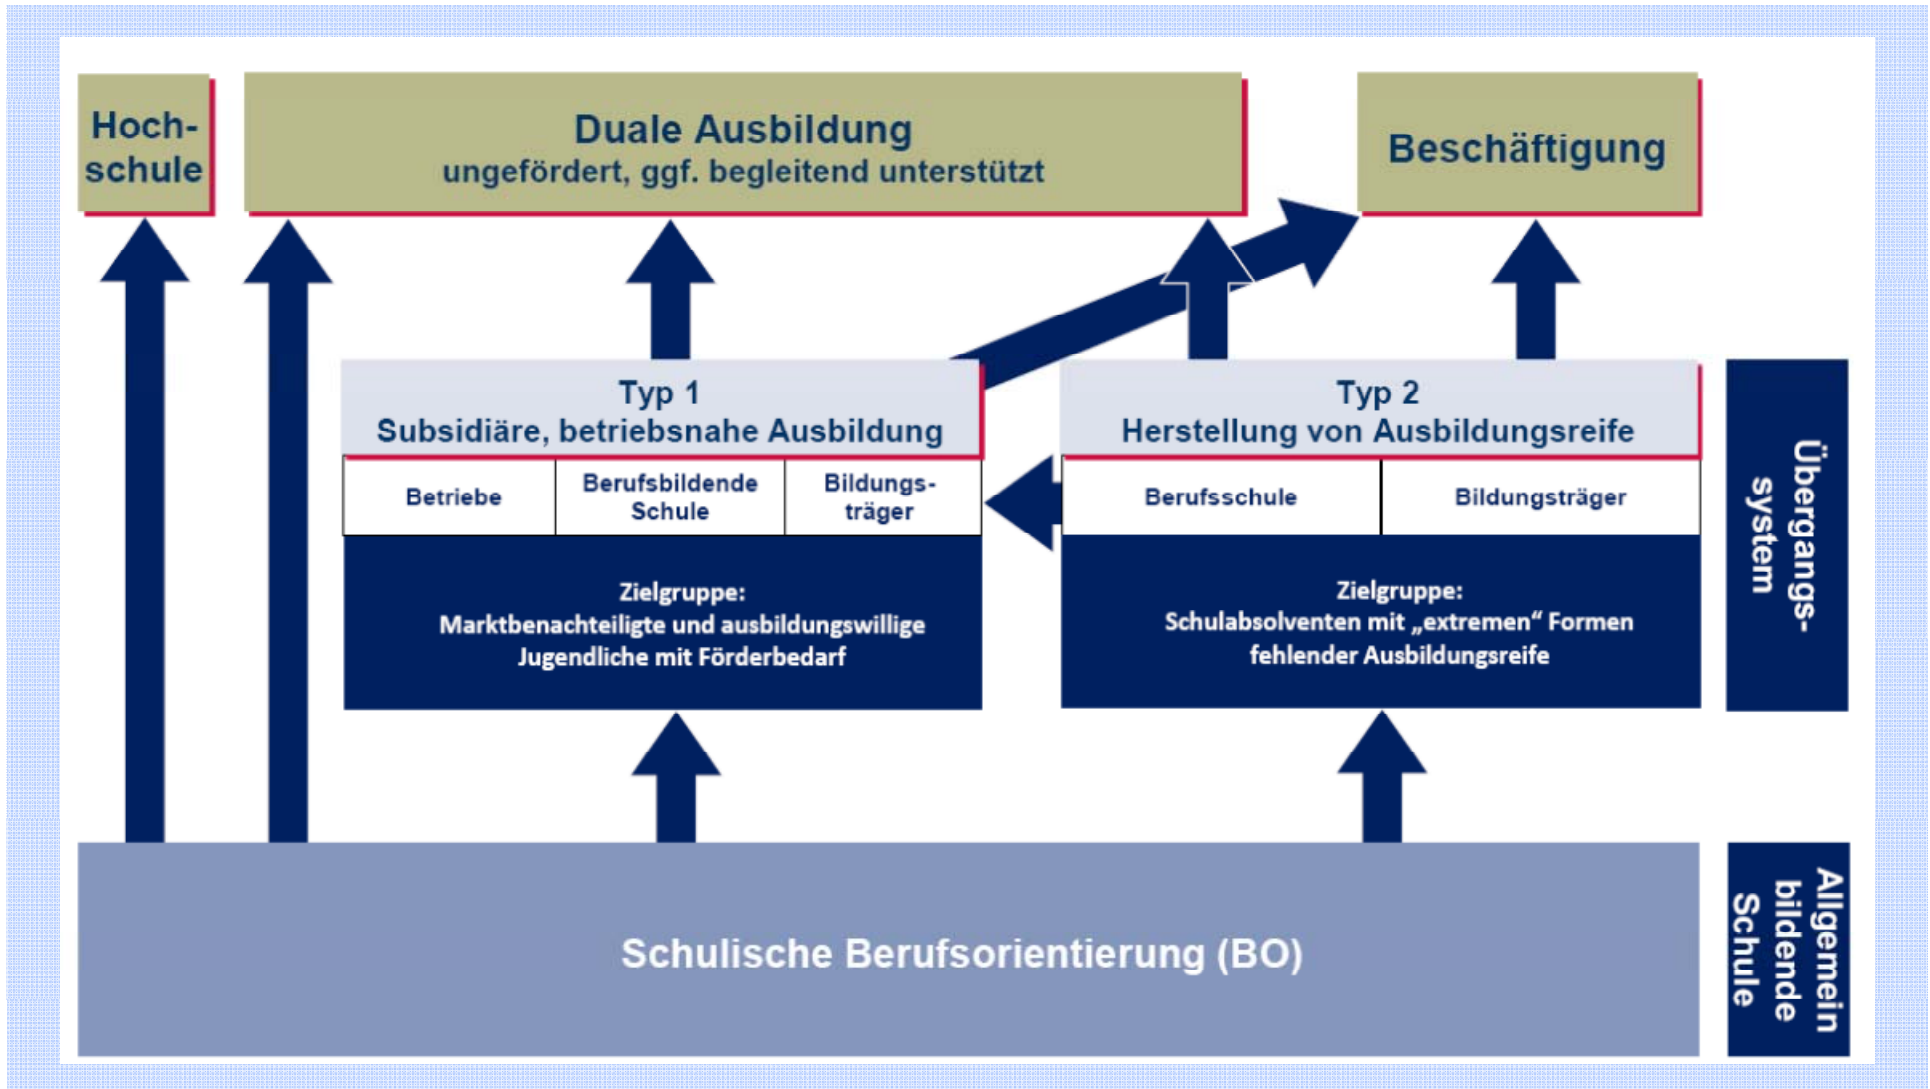 Hoch-
schule
Duale Ausbildung
ungefördert, ggf. begleitend unterstützt
Beschäftigung
Typ 1
Subsidiäre, betriebsnahe Ausbildung
Betriebe
Berufsbildende
Schule
Bildungs-
träger
Zielgruppe:
Marktbenachteiligte und ausbildungswillige
Jugendliche mit Förderbedarf
Typ 2
Herstellung von Ausbildungsreife
Berufsschule
Bildungsträger
Zielgruppe:
Schulabsolventen mit „extremen“ Formen
fehlender Ausbildungsreife
Übergangs-
system
Schulische Berufsorientierung (BO)
Allgemein
bildende
Schule